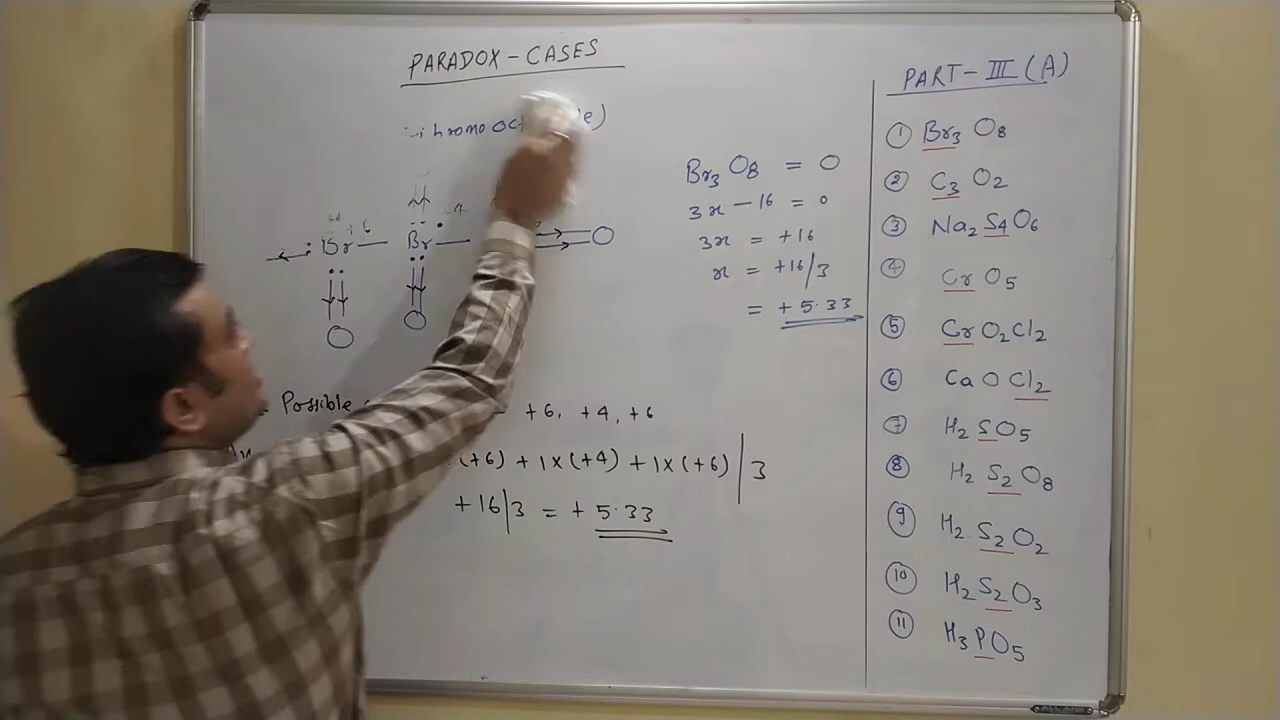 PARADOX - CASES
Br — Br —
Br₃O₈ = 0
3x - 16 = 0
3x = +16
x = +16/3
= +5.33
Possible
+6, +4, +6
(+6) + 1×(+4) + 1×(+6) | 3
+16/3 = +5.33
PART - III (A)
① Br₃O₈
② C₃O₂
③ Na₂S₄O₆
④ CrO₅
⑤ CrO₂Cl₂
⑥ CaOCl₂
⑦ H₂SO₅
⑧ H₂S₂O₈
⑨ H₂S₂O₂
⑩ H₂S₂O₃
⑪ H₃PO₅